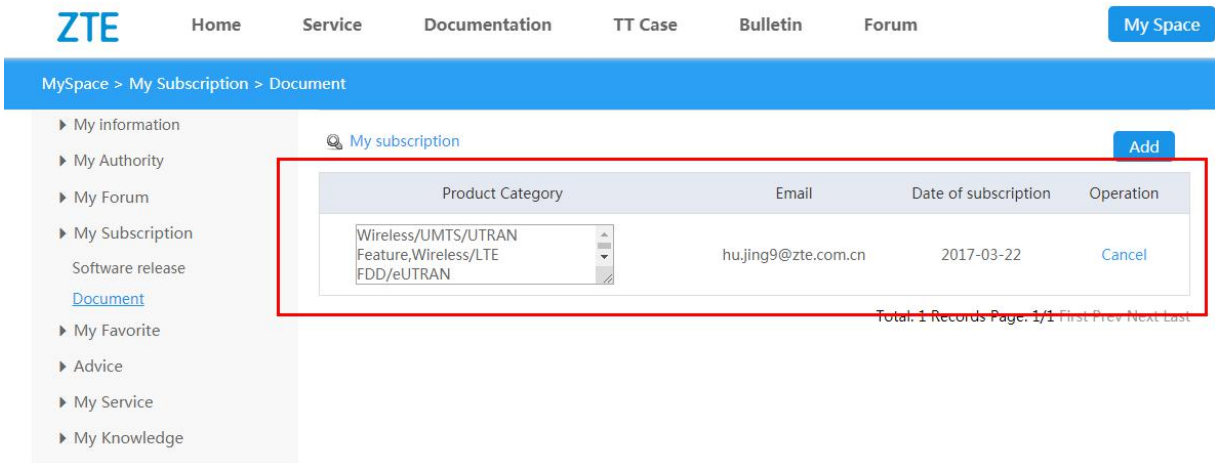 ZTE Home Service Documentation TT Case Bulletin Forum My Space
MySpace > My Subscription > Document
My information
My Authority
My Forum
My Subscription
Software release
Document
My Favorite
Advice
My Service
My Knowledge
My subscription
Add
Product Category Email Date of subscription Operation
Wireless/UMTS/UTRAN
Feature,Wireless/LTE
FDD/eUTRAN
hu.jing9@zte.com.cn 2017-03-22 Cancel
Total: 1 Records Page: 1/1 First Prev Next Last